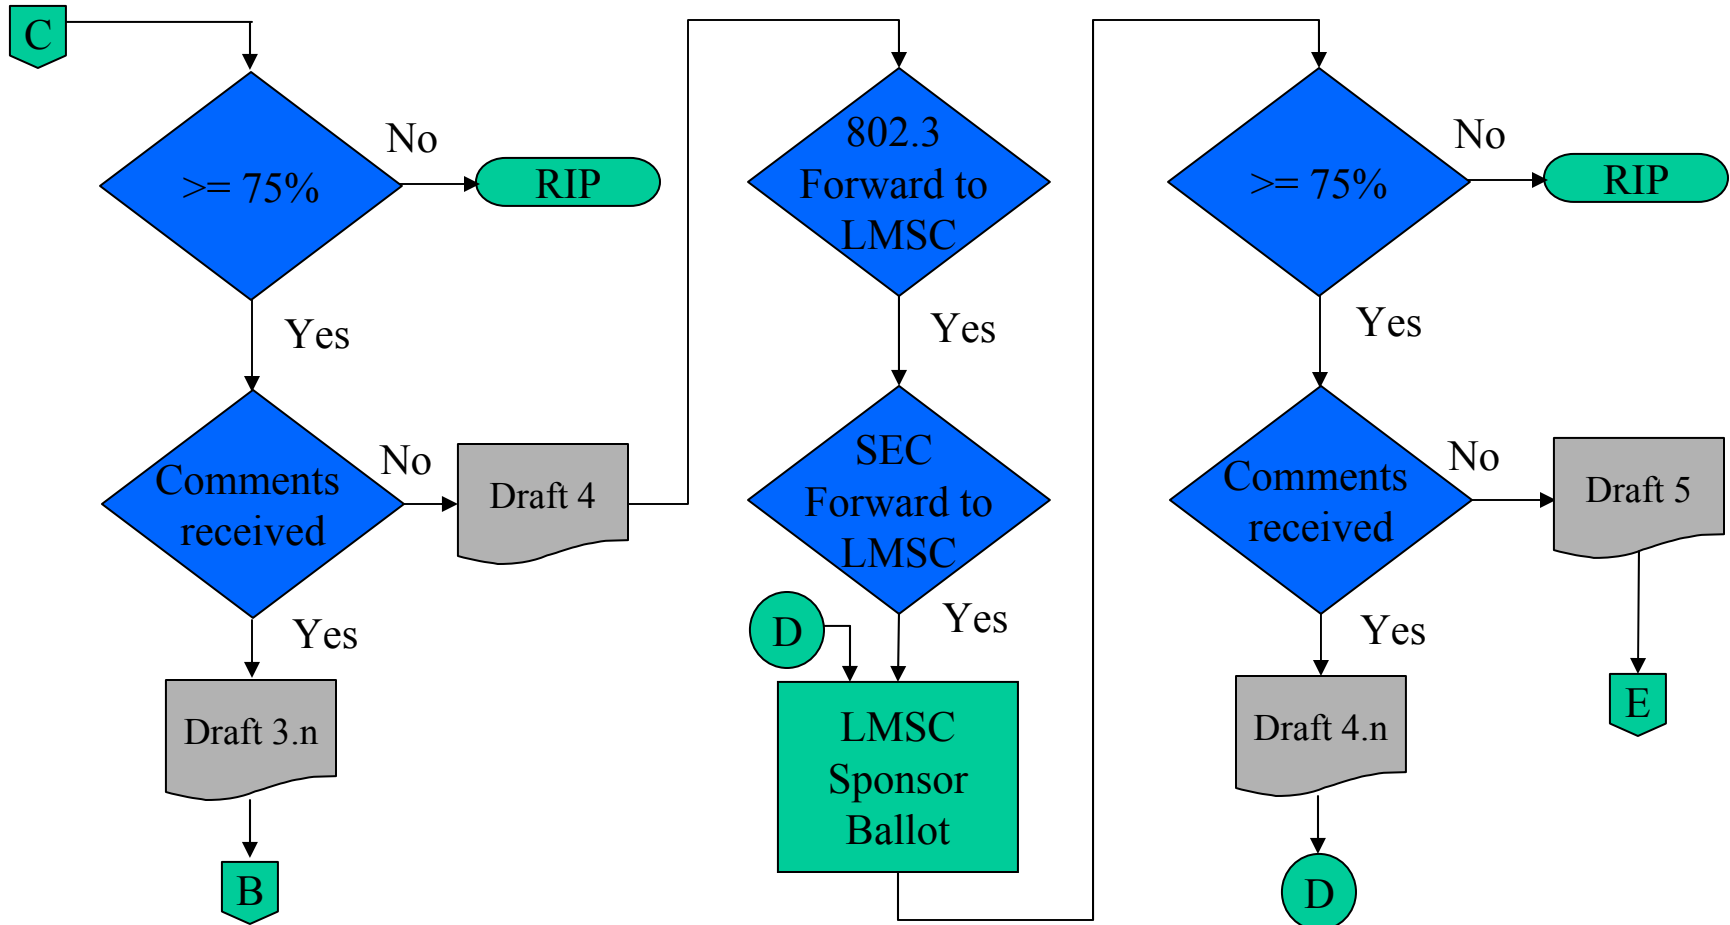 C
>= 75%
No
RIP
Yes
Comments
received
No
Draft 4
Yes
Draft 3.n
B
802.3
Forward to
LMSC
Yes
SEC
Forward to
LMSC
Yes
D
LMSC
Sponsor
Ballot
>= 75%
No
RIP
Yes
Comments
received
No
Draft 5
E
Yes
Draft 4.n
D